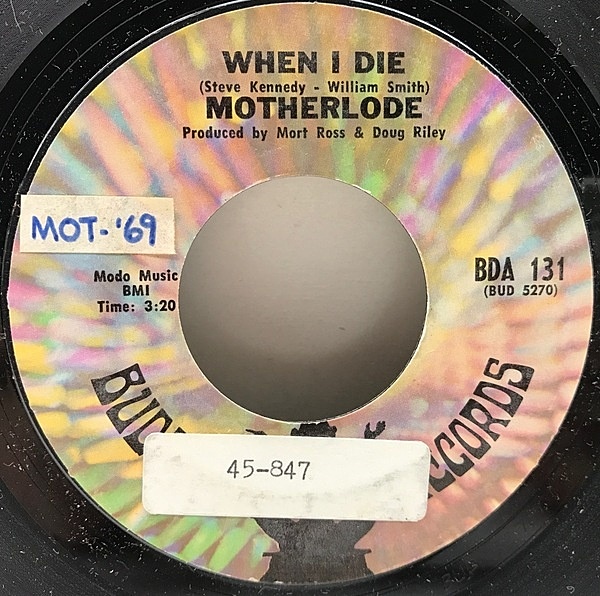 WHEN I DIE
(Steve Kennedy - William Smith)
MOTHERLODE
Produced by Mort Ross & Doug Riley
MOT-'69
Modo Music
BMI
Time: 3:20
BDA 131
(BUD 5270)
45-847